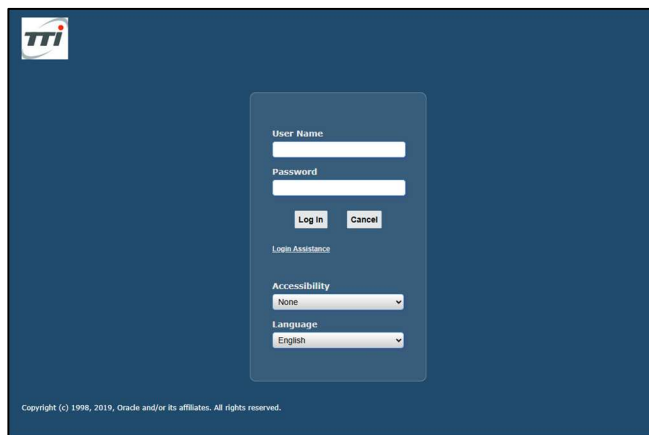 TTi
User Name
Password
Log In Cancel
Login Assistance
Accessibility
None
Language
English
Copyright (c) 1998, 2019, Oracle and/or its affiliates. All rights reserved.